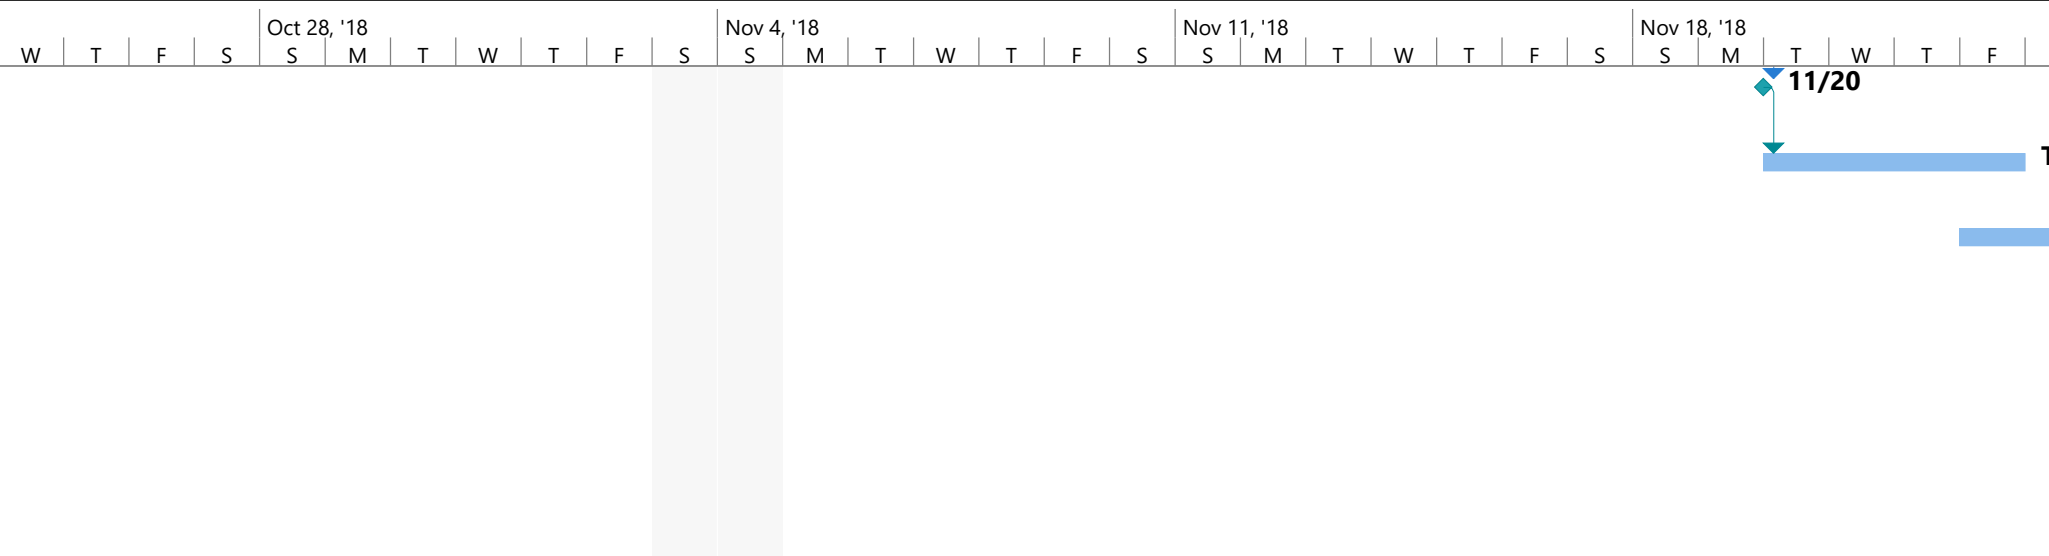 Oct 28, '18 Nov 4, '18 Nov 11, '18 Nov 18, '18
W T F S S M T W T F S S M T W T F S S M T W T F S S M T W T F
11/20
T